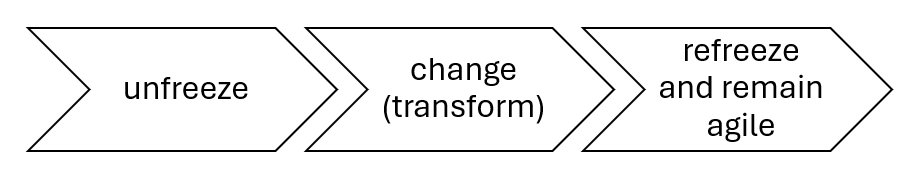 unfreeze
change
(transform)
refreeze
and remain
agile